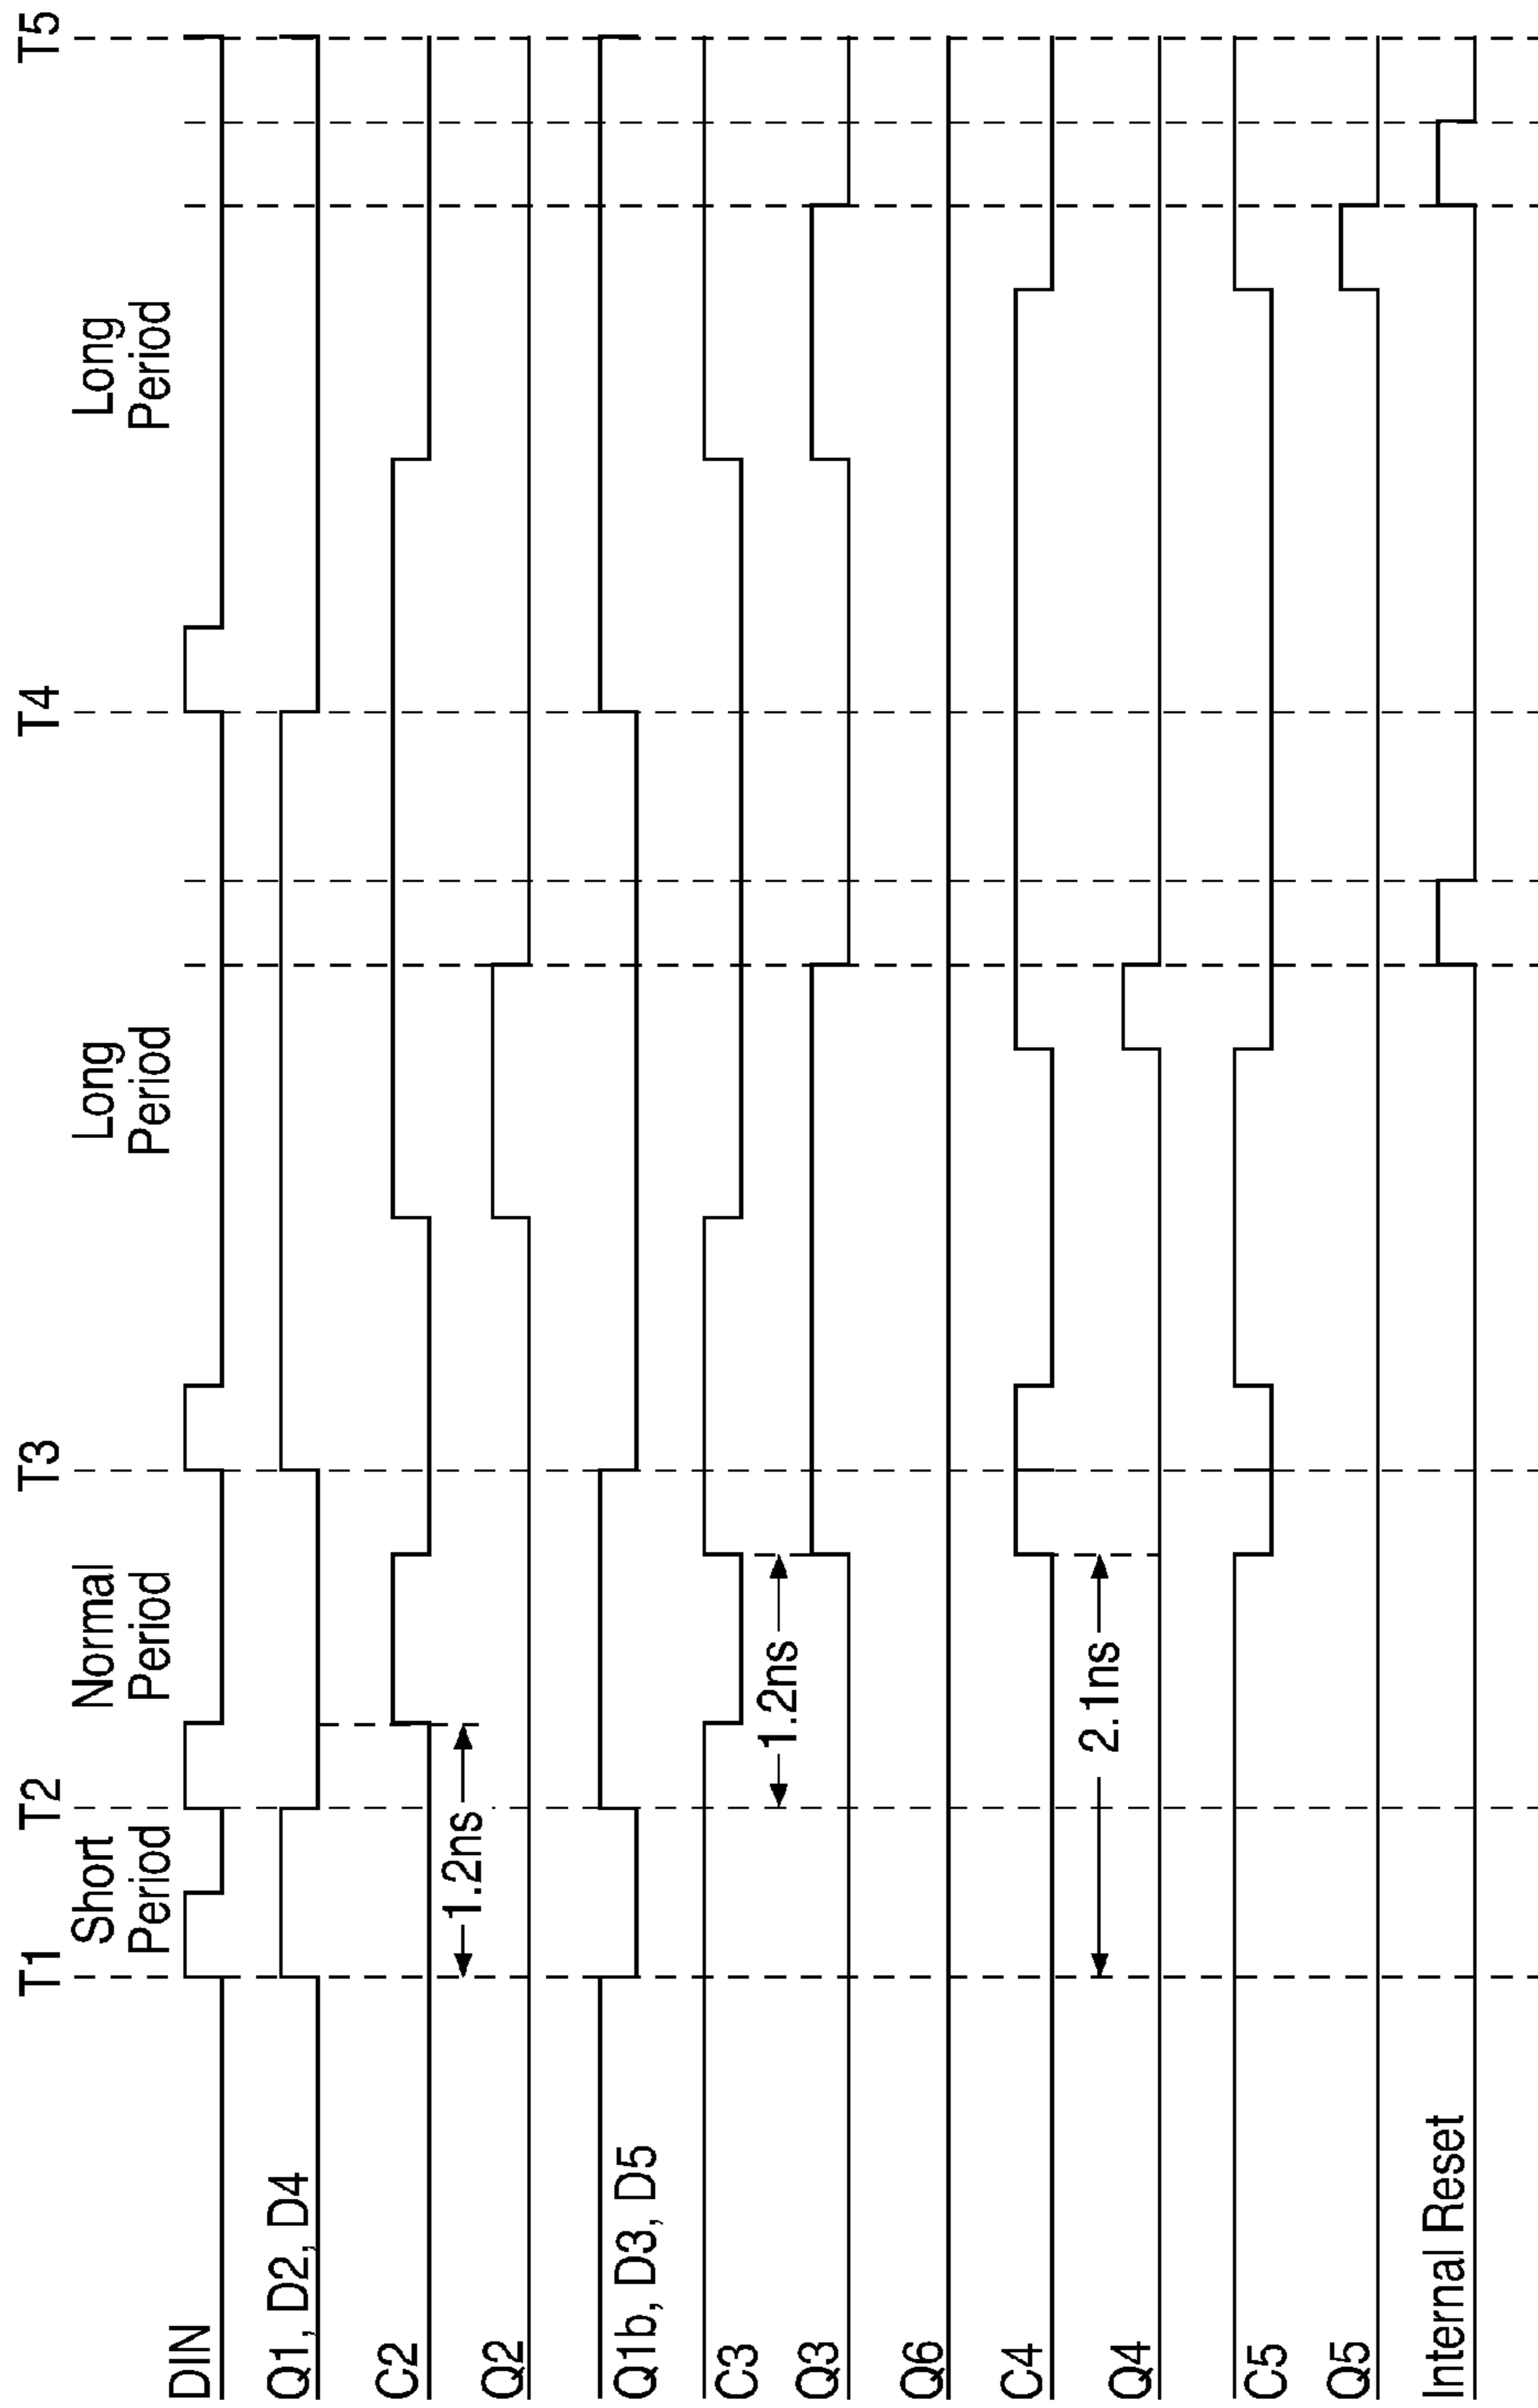 T1
T2
T3
T4
T5
Short
Period
Normal
Period
Long
Period
Long
Period
DIN
Q1, D2, D4
C2
1.2ns
Q2
Q1b, D3, D5
C3
1.2ns
Q3
Q6
C4
2.1ns
Q4
C5
Q5
Internal Reset